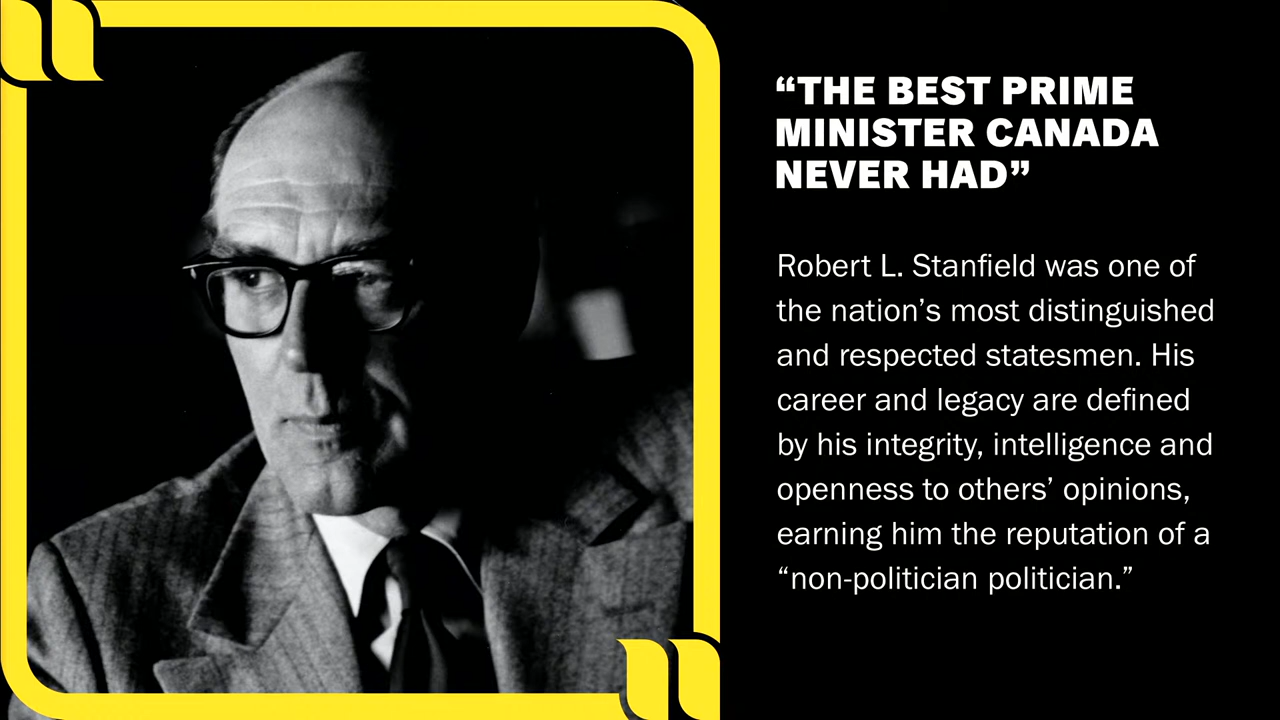 “THE BEST PRIME
MINISTER CANADA
NEVER HAD”
Robert L. Stanfield was one of
the nation’s most distinguished
and respected statesmen. His
career and legacy are defined
by his integrity, intelligence and
openness to others’ opinions,
earning him the reputation of a
“non-politician politician.”